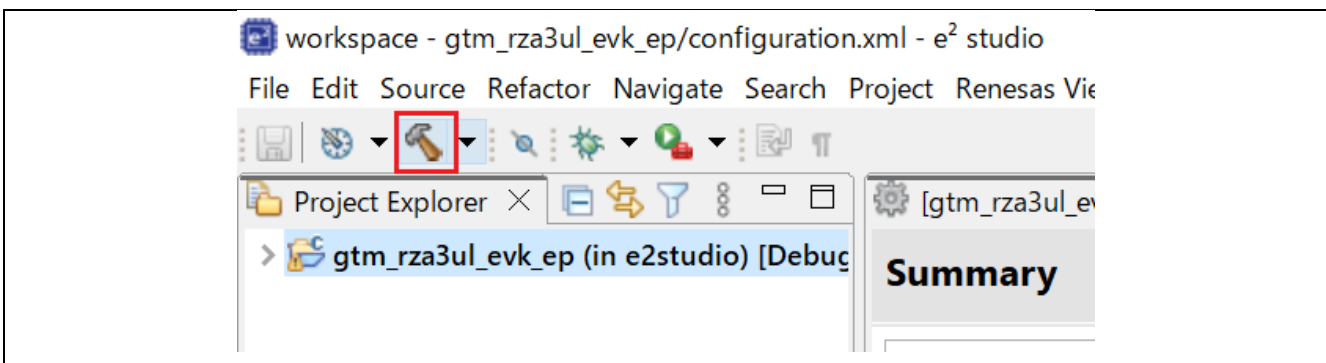 workspace - gtm_rza3ul_evk_ep/configuration.xml - e² studio
File Edit Source Refactor Navigate Search Project Renesas Vie
Project Explorer
[gtm_rza3ul_e
gtm_rza3ul_evk_ep (in e2studio) [Debug
Summary